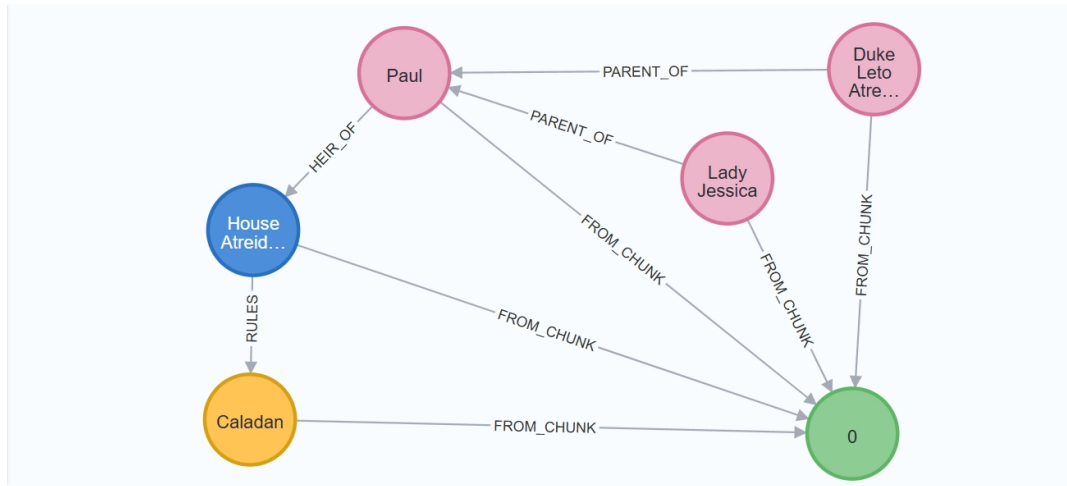 Paul
PARENT_OF
Duke
Leto
Atre…
HEIR_OF
PARENT_OF
Lady
Jessica
House
Atreid…
FROM_CHUNK
FROM_CHUNK
FROM_CHUNK
RULES
FROM_CHUNK
Caladan
FROM_CHUNK
0